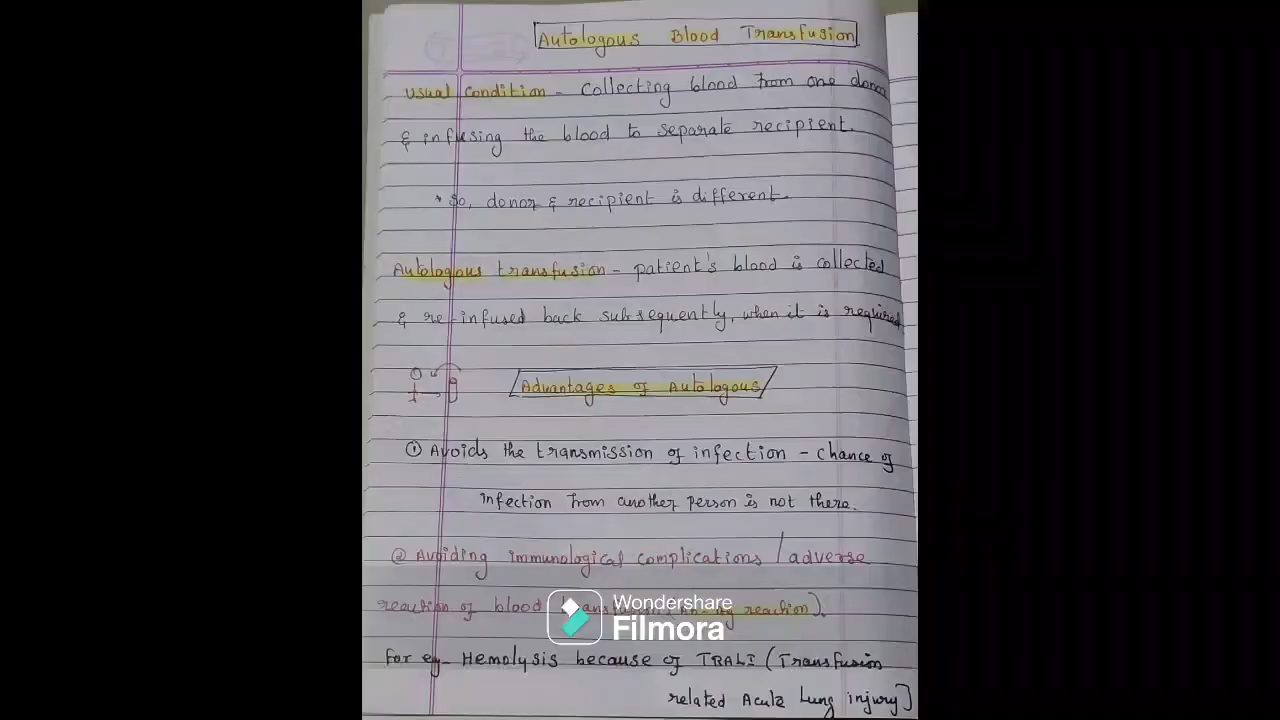 Autologous Blood Transfusion
Usual Condition - Collecting blood from one donor
& infusing the blood to separate recipient.
* So, donor & recipient is different.
Autologous transfusion - patient's blood is collected
& re-infused back subsequently, when it is required
Advantages of Autologous
① Avoids the transmission of infection - chance of
infection from another person is not there.
② Avoiding immunological complications / adverse
reaction of blood transfusion reaction).
Wondershare
Filmora
For eg- Hemolysis because of TRALI (Transfusion
related Acute Lung injury]